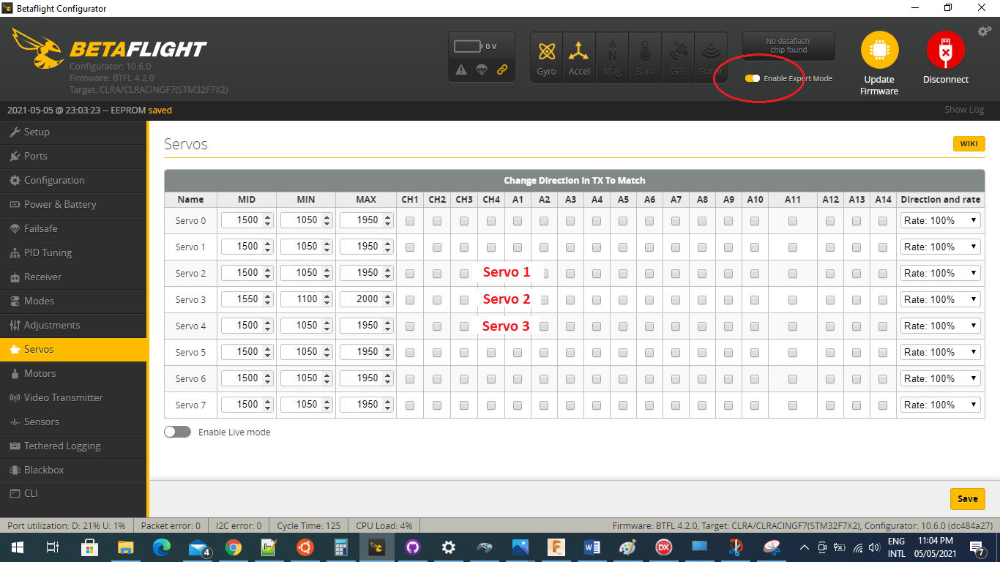 Betaflight Configurator
BETAFLIGHT
Configurator: 10.6.0
Firmware: BTFL 4.2.0
Target: CLRA/CLRACINGF7(STM32F7X2)
0 V
Gyro Accel Mag Baro GPS Sonar
No dataflash
chip found
Enable Expert Mode
Update
Firmware
Disconnect
2021-05-05 @ 23:03:23 -- EEPROM saved
Show Log
Setup
Ports
Configuration
Power & Battery
Failsafe
PID Tuning
Receiver
Modes
Adjustments
Servos
Motors
Video Transmitter
Sensors
Tethered Logging
Blackbox
CLI
Servos
WIKI
Change Direction in TX To Match
Name MID MIN MAX CH1 CH2 CH3 CH4 A1 A2 A3 A4 A5 A6 A7 A8 A9 A10 A11 A12 A13 A14 Direction and rate
Servo 0 1500 1050 1950 Rate: 100%
Servo 1 1500 1050 1950 Rate: 100%
Servo 2 1500 1050 1950 Servo 1 Rate: 100%
Servo 3 1550 1100 2000 Servo 2 Rate: 100%
Servo 4 1500 1050 1950 Servo 3 Rate: 100%
Servo 5 1500 1050 1950 Rate: 100%
Servo 6 1500 1050 1950 Rate: 100%
Servo 7 1500 1050 1950 Rate: 100%
Enable Live mode
Save
Port utilization: D: 21% U: 1% Packet error: 0 I2C error: 0 Cycle Time: 125 CPU Load: 4% Firmware: BTFL 4.2.0, Target: CLRA/CLRACINGF7(STM32F7X2), Configurator: 10.6.0 (dc484a27)
4
W
DX
ENG
INTL
11:04 PM
05/05/2021
7